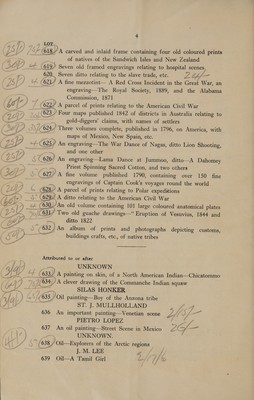 4
LOT
618 A carved and inlaid frame containing four old coloured prints
of natives of the Sandwich Isles and New Zealand
619 Seven old framed engravings relating to hospital scenes
620 Seven ditto relating to the slave trade, etc.
621 A fine mezzotint— A Red Cross Incident in the Great War, an
engraving—The Royal Society, 1889, and the Alabama
Commission, 1871
622 A parcel of prints relating to the American Civil War
623 Four maps published 1842 of districts in Australia relating to
gold-diggers' claims, with names of settlers
624 Three volumes complete, published in 1796, on America, with
maps of Mexico, New Spain, etc.
625 An engraving—The War Dance of Nagas, ditto Lion Shooting,
and one other
626 An engraving—Lama Dance at Jummoo, ditto—A Dahomey
Priest Spinning Sacred Cotton, and two others
627 A fine volume published 1790, containing over 150 fine
engravings of Captain Cook's voyages round the world
628 A parcel of prints relating to Polar expeditions
629 A ditto relating to the American Civil War
630 An old volume containing 101 large coloured anatomical plates
631 Two old guache drawings—" Eruption of Vesuvius, 1844 and
ditto 1822
632 An album of prints and photographs depicting customs,
buildings crafts, etc., of native tribes
Attributed to or after
UNKNOWN
633 A painting on skin, of a North American Indian—Chicatommo
634 A clever drawing of the Commanche Indian squaw
SILAS HONKER
635 Oil painting—Boy of the Arizona tribe
ST. J. MULLHOLLAND
636 An important painting—Venetian scene
PIETRO LOPEZ
637 An oil painting—Street Scene in Mexico
UNKNOWN.
638 Oil—Explorers of the Arctic regions
J. M. LEE
639 Oil—A Tamil Girl